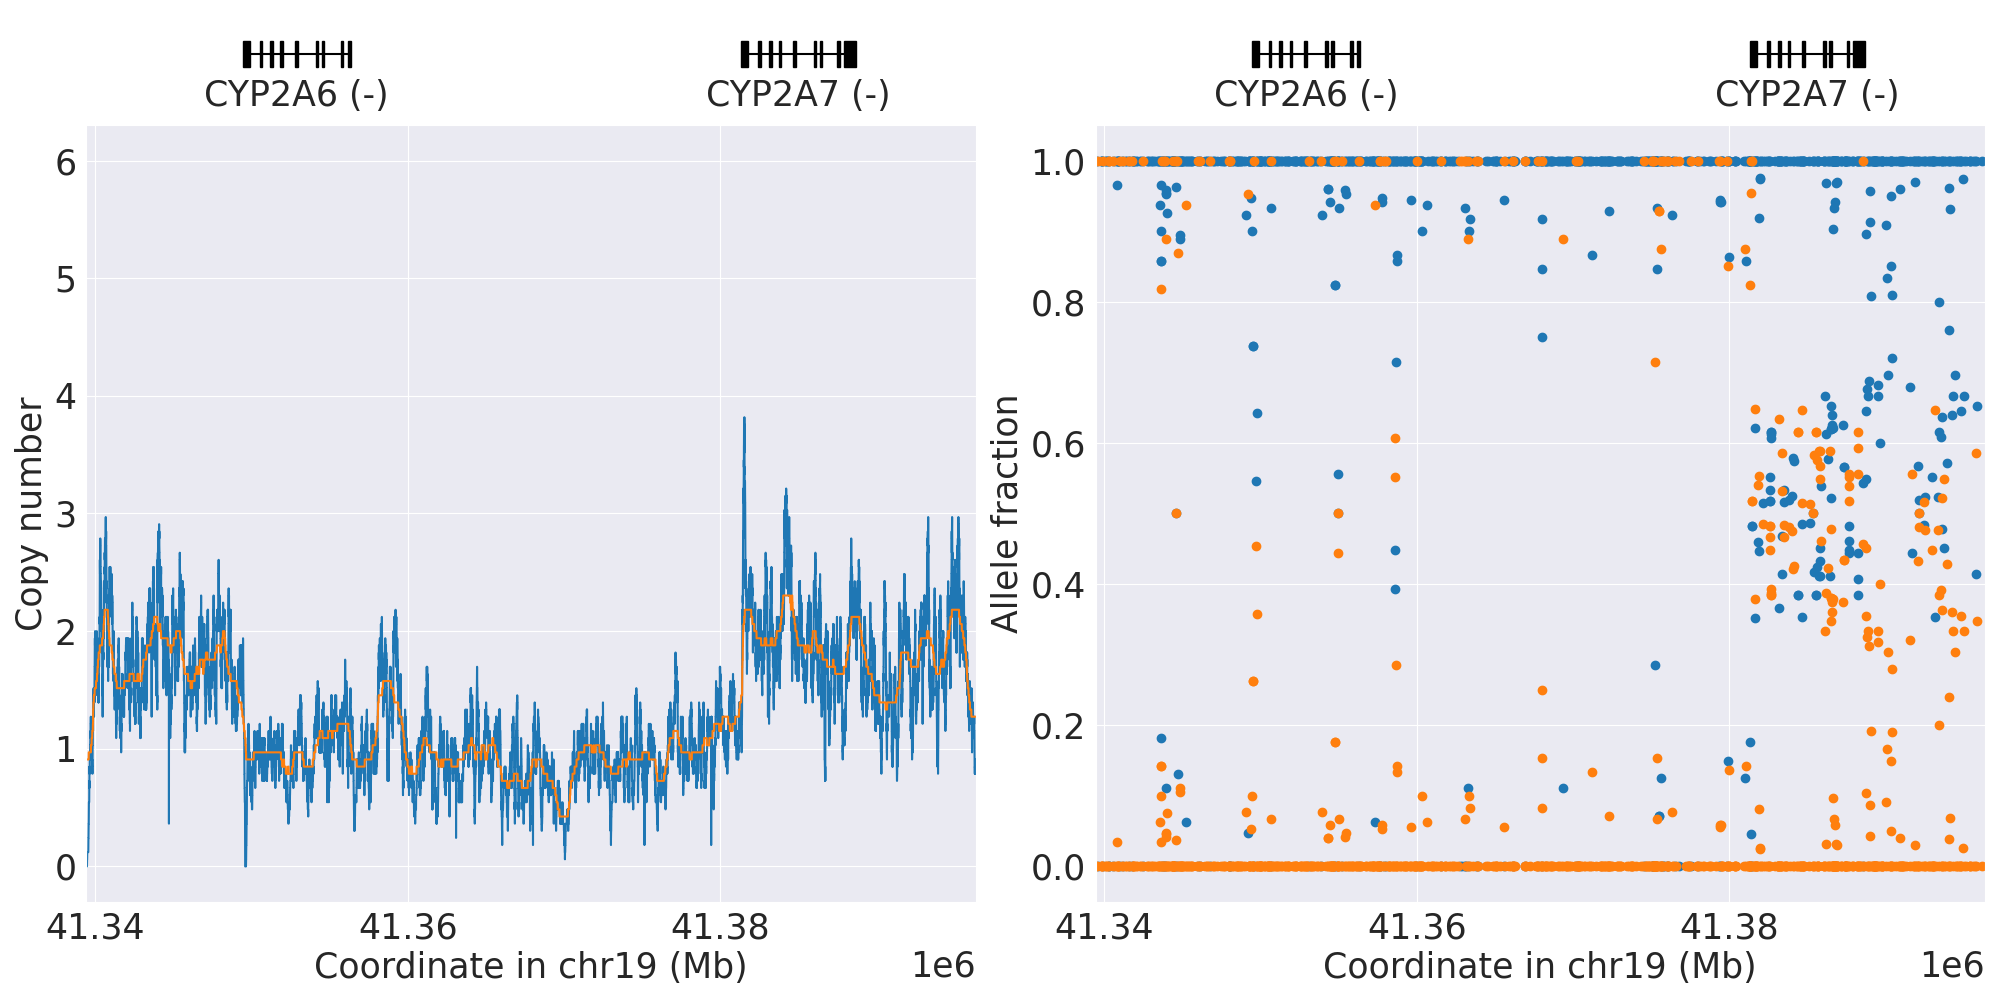 CYP2A6 (-)
CYP2A7 (-)
CYP2A6 (-)
CYP2A7 (-)
Copy number
6
5
4
3
2
1
0
41.34
41.36
41.38
Coordinate in chr19 (Mb)
1e6
Allele fraction
1.0
0.8
0.6
0.4
0.2
0.0
41.34
41.36
41.38
Coordinate in chr19 (Mb)
1e6